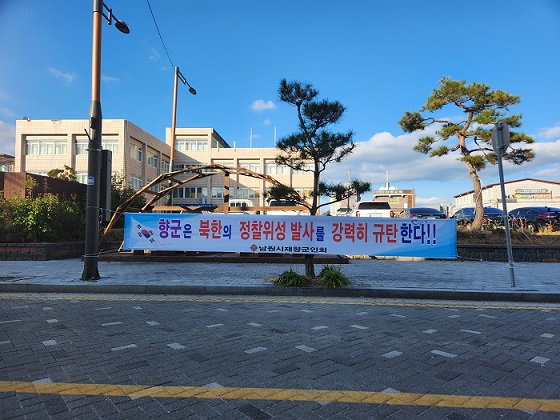 향군은 북한의 정찰위성 발사를 강력히 규탄한다!!
남원시재향군인회